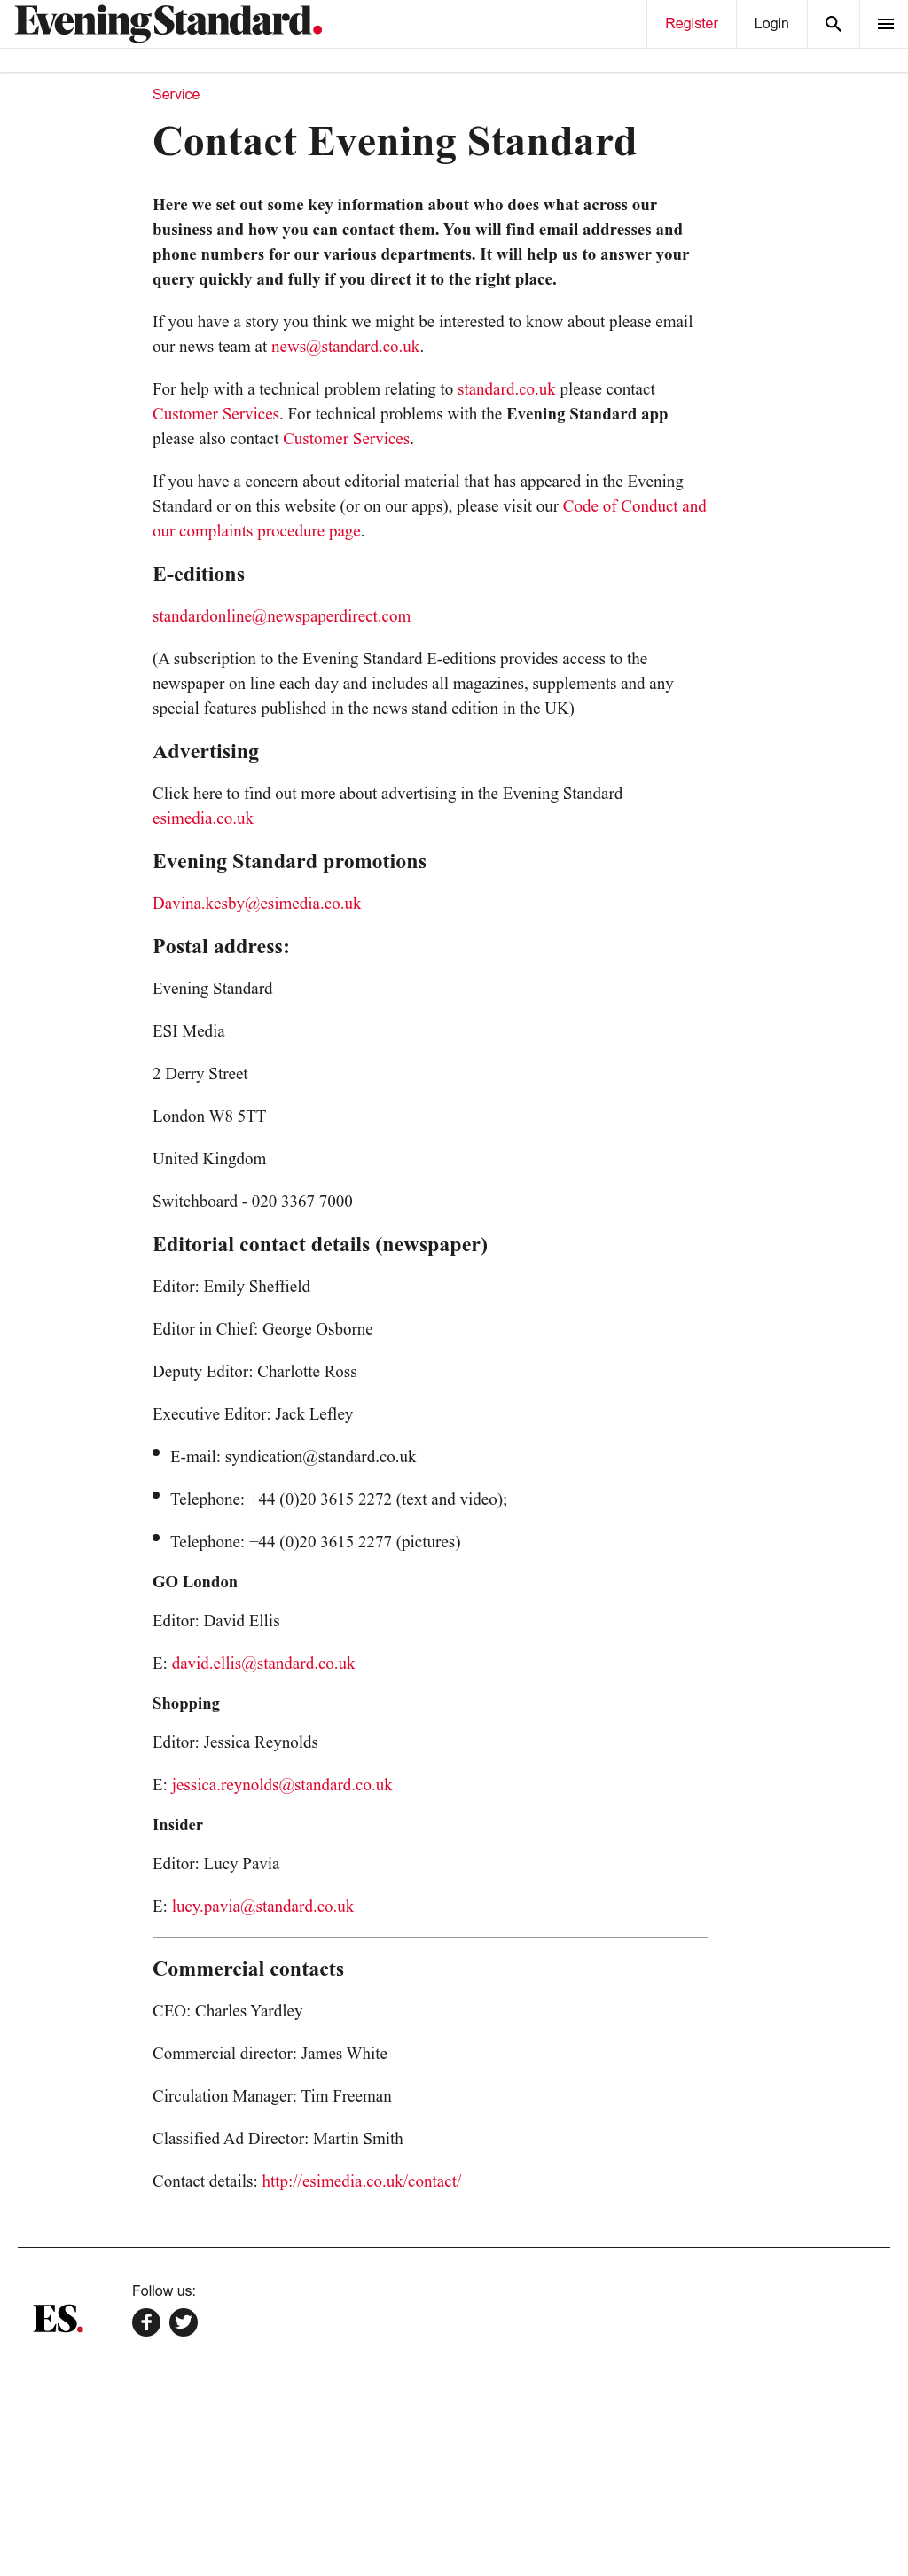 Evening Standard.
Register
Login
Service
Contact Evening Standard
Here we set out some key information about who does what across our
business and how you can contact them. You will find email addresses and
phone numbers for our various departments. It will help us to answer your
query quickly and fully if you direct it to the right place.
If you have a story you think we might be interested to know about please email
our news team at news@standard.co.uk.
For help with a technical problem relating to standard.co.uk please contact
Customer Services. For technical problems with the Evening Standard app
please also contact Customer Services.
If you have a concern about editorial material that has appeared in the Evening
Standard or on this website (or on our apps), please visit our Code of Conduct and
our complaints procedure page.
E-editions
standardonline@newspaperdirect.com
(A subscription to the Evening Standard E-editions provides access to the
newspaper on line each day and includes all magazines, supplements and any
special features published in the news stand edition in the UK)
Advertising
Click here to find out more about advertising in the Evening Standard
esimedia.co.uk
Evening Standard promotions
Davina.kesby@esimedia.co.uk
Postal address:
Evening Standard
ESI Media
2 Derry Street
London W8 5TT
United Kingdom
Switchboard - 020 3367 7000
Editorial contact details (newspaper)
Editor: Emily Sheffield
Editor in Chief: George Osborne
Deputy Editor: Charlotte Ross
Executive Editor: Jack Lefley
• E-mail: syndication@standard.co.uk
• Telephone: +44 (0)20 3615 2272 (text and video);
• Telephone: +44 (0)20 3615 2277 (pictures)
GO London
Editor: David Ellis
E: david.ellis@standard.co.uk
Shopping
Editor: Jessica Reynolds
E: jessica.reynolds@standard.co.uk
Insider
Editor: Lucy Pavia
E: lucy.pavia@standard.co.uk
Commercial contacts
CEO: Charles Yardley
Commercial director: James White
Circulation Manager: Tim Freeman
Classified Ad Director: Martin Smith
Contact details: http://esimedia.co.uk/contact/
Follow us:
ES.